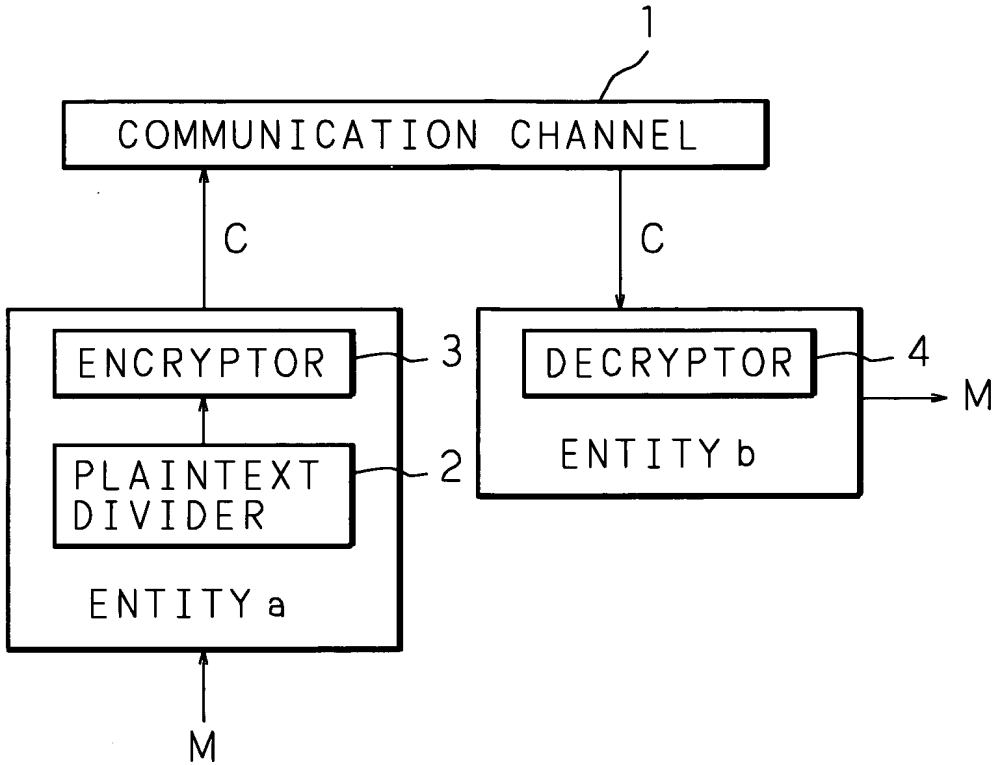 1
COMMUNICATION CHANNEL
C
C
ENCRYPTOR
3
DECRYPTOR
4
M
PLAINTEXT
DIVIDER
2
ENTITY b
ENTITY a
M